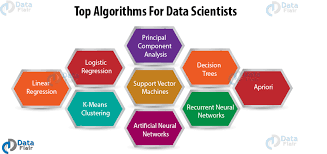 Top Algorithms For Data Scientists
Principal
Component
Analysis
Logistic
Regression
Decision
Trees
Linear
Regression
Support Vector
Machines
Apriori
K-Means
Clustering
Recurrent Neural
Networks
Artificial Neural
Networks
Data
Flair